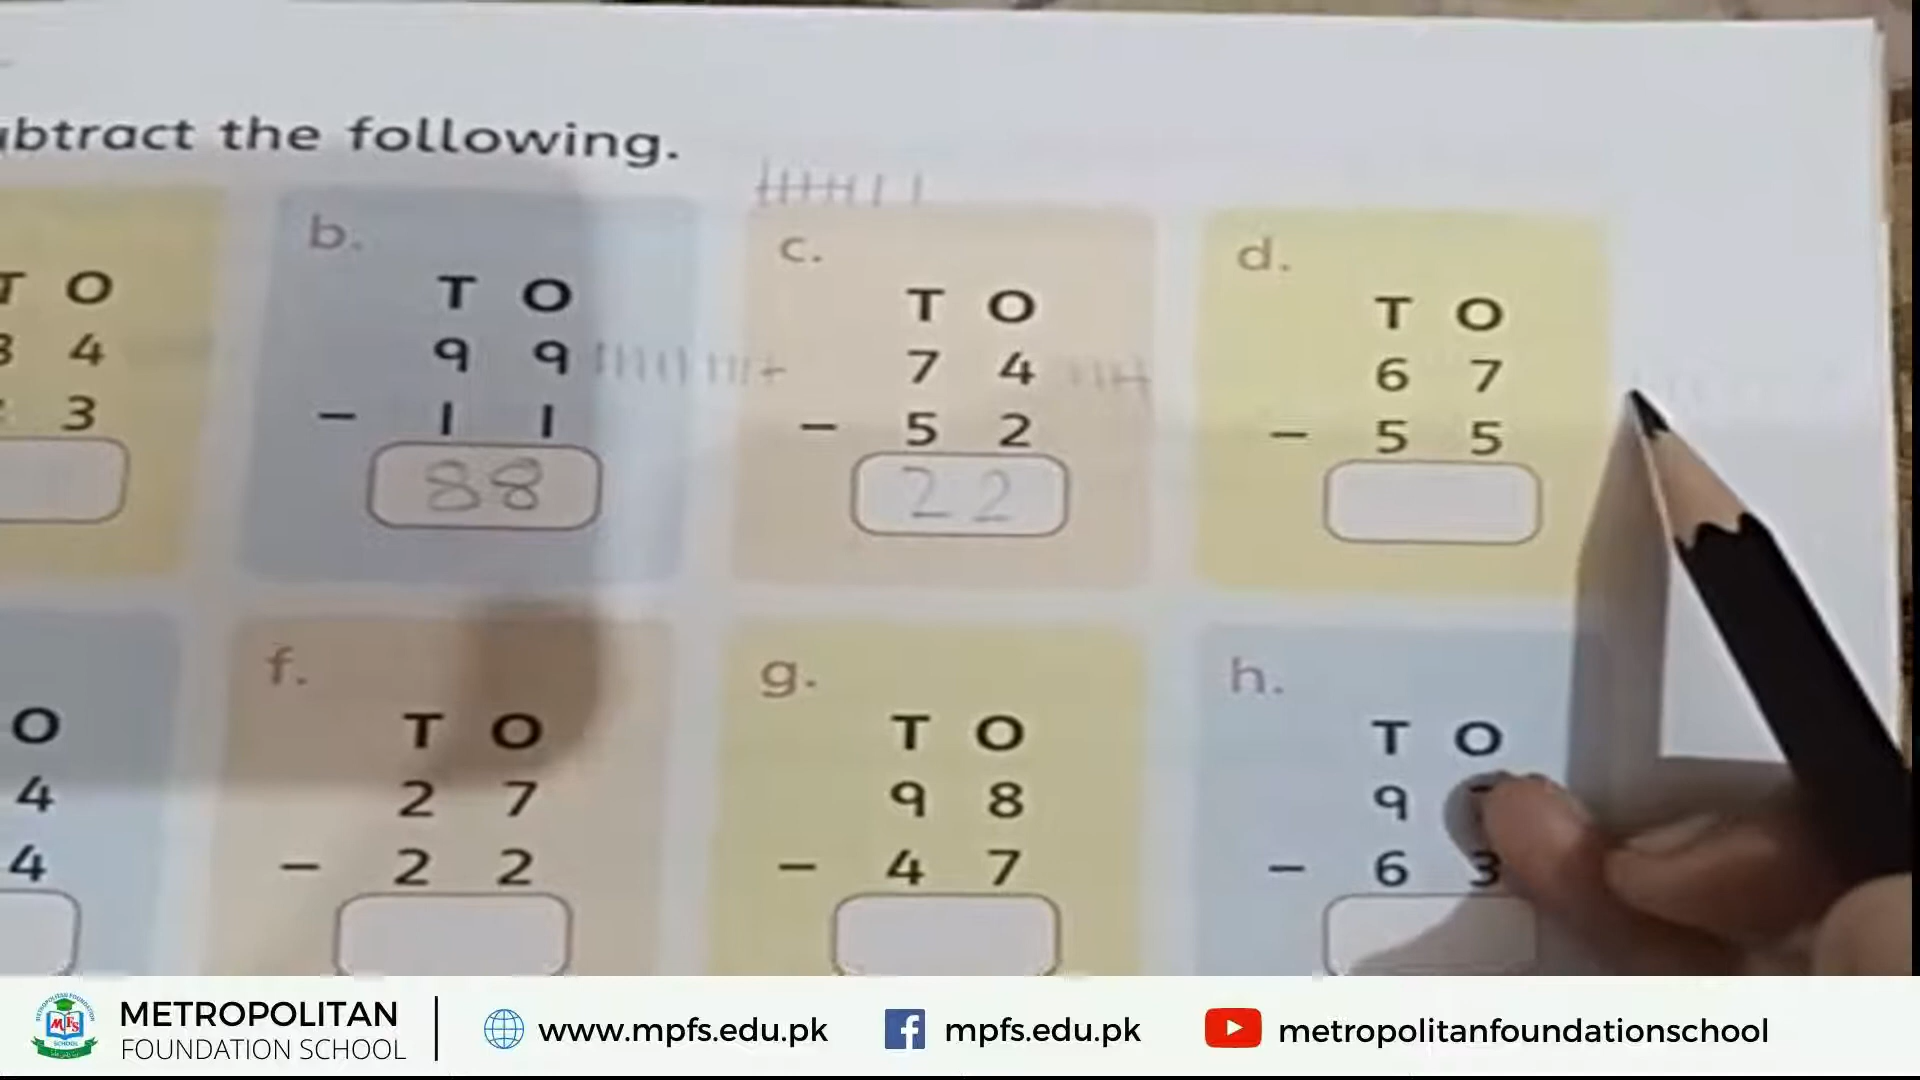 btract the following.
b.
c.
d.
T O
T O
T O
T O
4
9 9
7 4
6 7
3
- 1 1
- 5 2
- 5 5
88
22
f.
g.
h.
O
T O
T O
T O
4
2 7
9 8
9
4
- 2 2
- 4 7
- 6 3
METROPOLITAN
FOUNDATION SCHOOL
www.mpfs.edu.pk
mpfs.edu.pk
metropolitanfoundationschool
MFS
SCHOOL